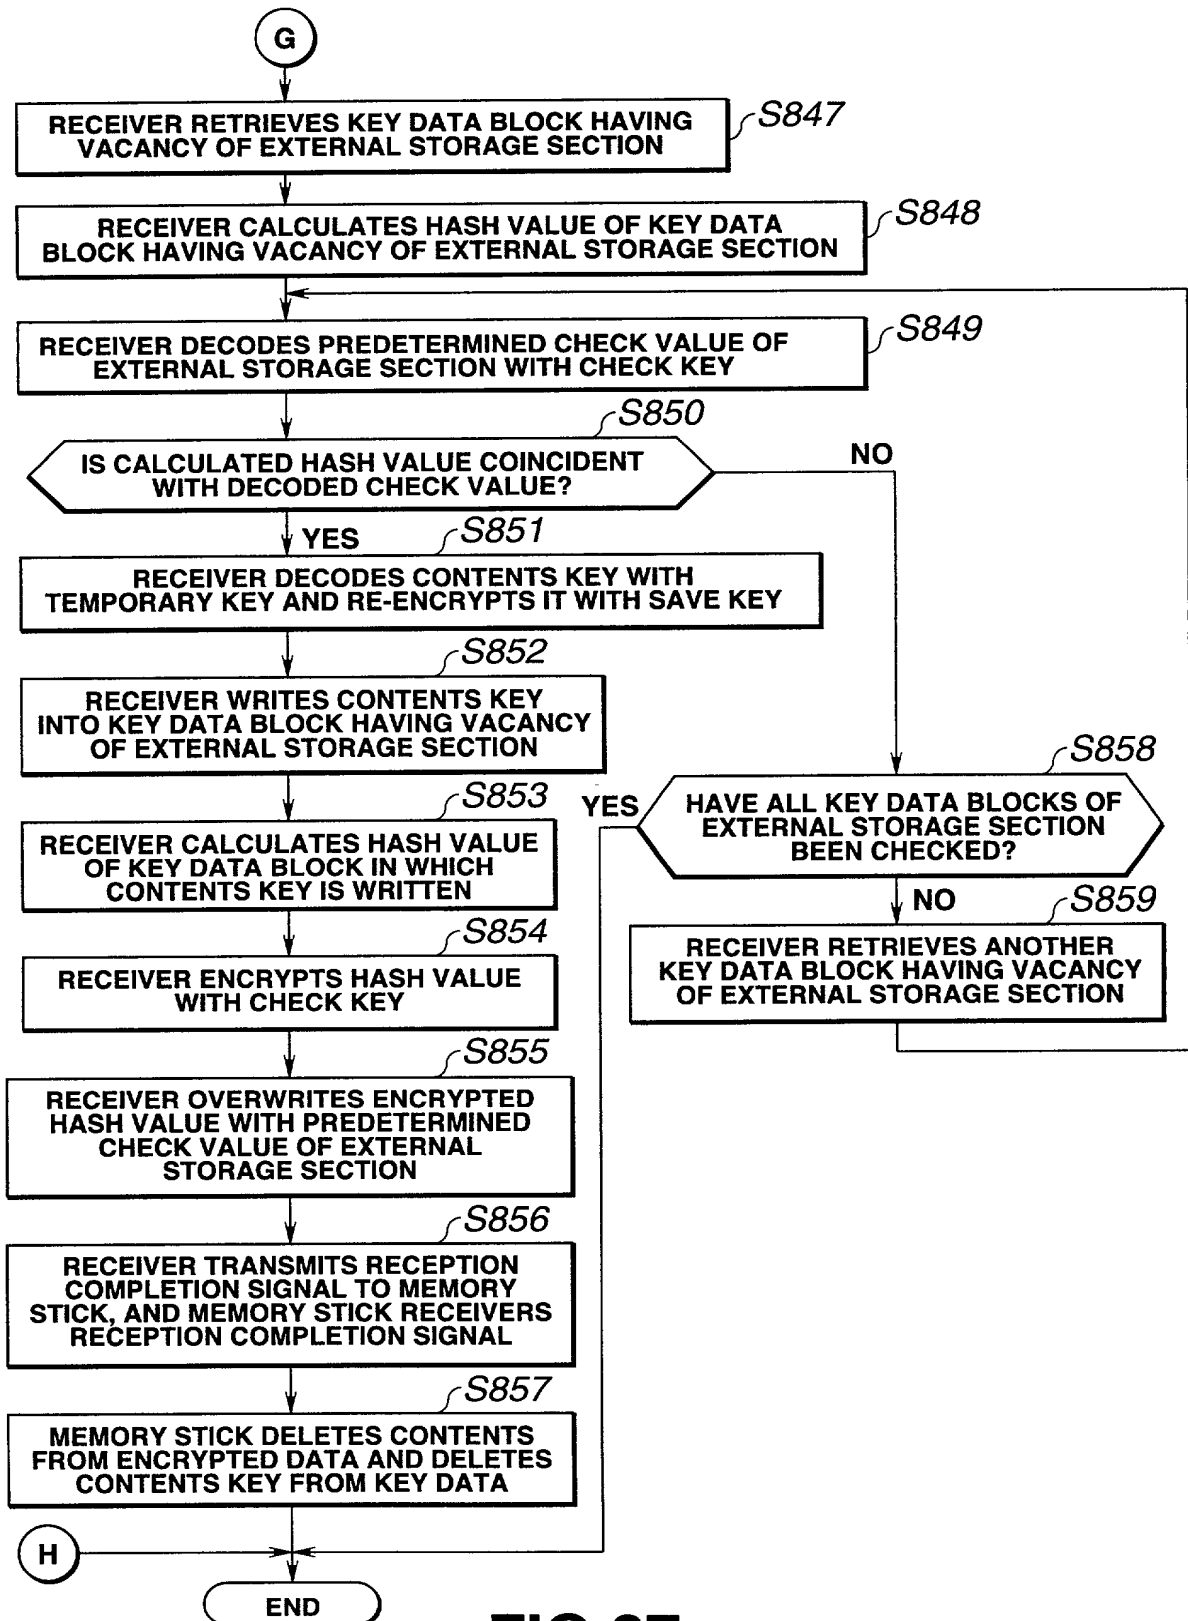 G
RECEIVER RETRIEVES KEY DATA BLOCK HAVING
VACANCY OF EXTERNAL STORAGE SECTION
S847
RECEIVER CALCULATES HASH VALUE OF KEY DATA
BLOCK HAVING VACANCY OF EXTERNAL STORAGE SECTION
S848
RECEIVER DECODES PREDETERMINED CHECK VALUE OF
EXTERNAL STORAGE SECTION WITH CHECK KEY
S849
S850
IS CALCULATED HASH VALUE COINCIDENT
WITH DECODED CHECK VALUE?
NO
YES
S851
RECEIVER DECODES CONTENTS KEY WITH
TEMPORARY KEY AND RE-ENCRYPTS IT WITH SAVE KEY
S852
RECEIVER WRITES CONTENTS KEY
INTO KEY DATA BLOCK HAVING VACANCY
OF EXTERNAL STORAGE SECTION
S853
RECEIVER CALCULATES HASH VALUE
OF KEY DATA BLOCK IN WHICH
CONTENTS KEY IS WRITTEN
S854
RECEIVER ENCRYPTS HASH VALUE
WITH CHECK KEY
S855
RECEIVER OVERWRITES ENCRYPTED
HASH VALUE WITH PREDETERMINED
CHECK VALUE OF EXTERNAL
STORAGE SECTION
S856
RECEIVER TRANSMITS RECEPTION
COMPLETION SIGNAL TO MEMORY
STICK, AND MEMORY STICK RECEIVERS
RECEPTION COMPLETION SIGNAL
S857
MEMORY STICK DELETES CONTENTS
FROM ENCRYPTED DATA AND DELETES
CONTENTS KEY FROM KEY DATA
S858
YES
HAVE ALL KEY DATA BLOCKS OF
EXTERNAL STORAGE SECTION
BEEN CHECKED?
NO
S859
RECEIVER RETRIEVES ANOTHER
KEY DATA BLOCK HAVING VACANCY
OF EXTERNAL STORAGE SECTION
H
END